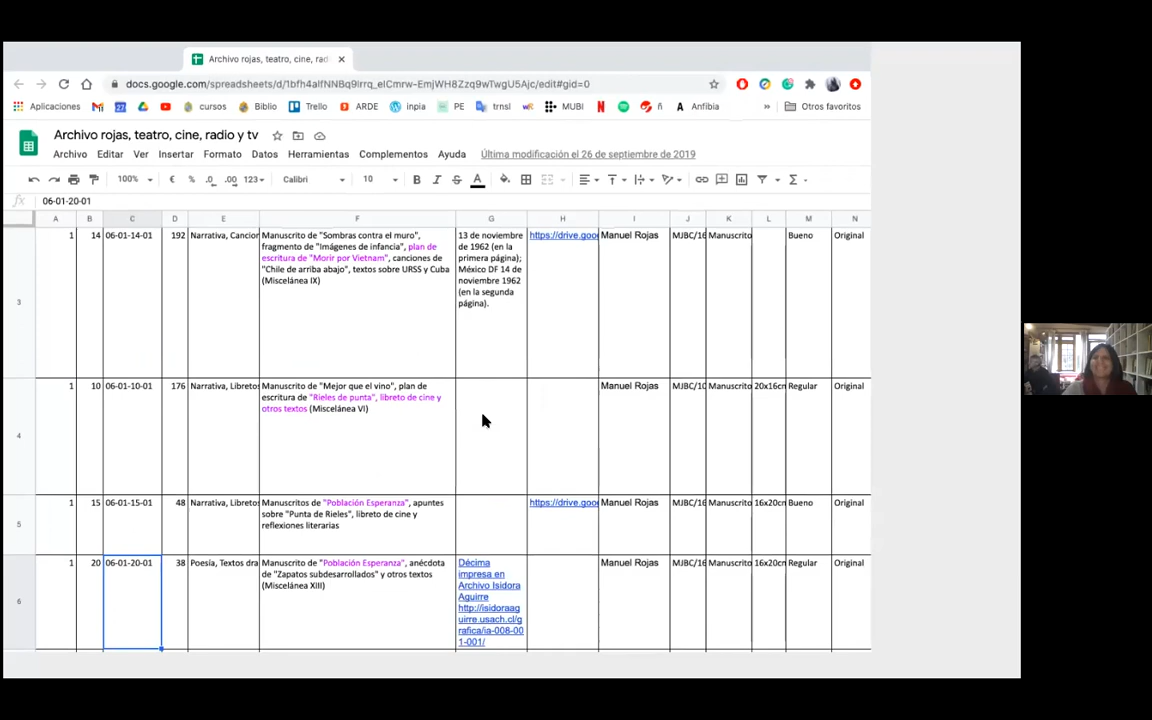 Archivo rojas, teatro, cine, rad
docs.google.com/spreadsheets/d/1bfh4aIfNNBq9Irrq_eICmrw-EmjWH8Zzq9wTwgU5Ajc/edit#gid=0
Aplicaciones cursos Biblio Trello ARDE inpia PE trnsl MUBI ñ Anfibia » Otros favoritos
Archivo rojas, teatro, cine, radio y tv
Archivo Editar Ver Insertar Formato Datos Herramientas Complementos Ayuda Última modificación el 26 de septiembre de 2019
100% € % .0 .00 123 Calibri 10 B I S A
fx 06-01-20-01
A B C D E F G H I J K L M N
3
1 14 06-01-14-01 192 Narrativa, Cancion
Manuscrito de "Sombras contra el muro",
fragmento de "Imágenes de infancia", plan de
escritura de "Morir por Vietnam", canciones de
"Chile de arriba abajo", textos sobre URSS y Cuba
(Miscelánea IX)
13 de noviembre
de 1962 (en la
primera página);
México DF 14 de
noviembre 1962
(en la segunda
página).
https://drive.goo Manuel Rojas MJBC/16 Manuscrito Bueno Original
4
1 10 06-01-10-01 176 Narrativa, Libretos
Manuscrito de "Mejor que el vino", plan de
escritura de "Rieles de punta", libreto de cine y
otros textos (Miscelánea VI)
Manuel Rojas MJBC/10 Manuscrito 20x16cm Regular Original
5
1 15 06-01-15-01 48 Narrativa, Libretos
Manuscritos de "Población Esperanza", apuntes
sobre "Punta de Rieles", libreto de cine y
reflexiones literarias
https://drive.goo Manuel Rojas MJBC/16 Manuscrito 16x20cm Bueno Original
6
1 20 06-01-20-01 38 Poesía, Textos dra
Manuscrito de "Población Esperanza", anécdota
de "Zapatos subdesarrollados" y otros textos
(Miscelánea XIII)
Décima
impresa en
Archivo Isidora
Aguirre
http://isidoraag
uirre.usach.cl/g
rafica/ia-008-00
1-001/
Manuel Rojas MJBC/16 Manuscrito 16x20cm Regular Original